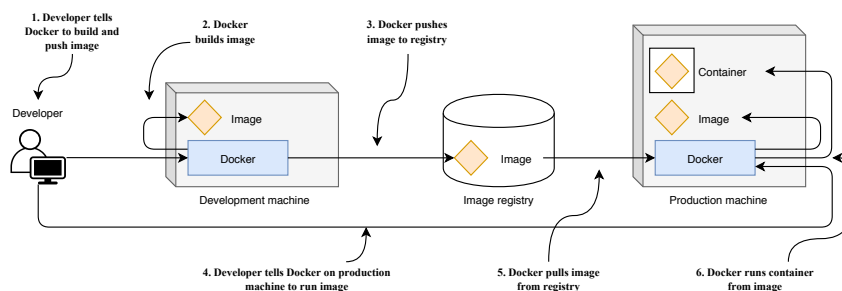 1. Developer tells
Docker to build and
push image
2. Docker
builds image
3. Docker pushes
image to registry
Developer
Image
Docker
Development machine
Image
Image registry
Container
Image
Docker
Production machine
4. Developer tells Docker on production
machine to run image
5. Docker pulls image
from registry
6. Docker runs container
from image